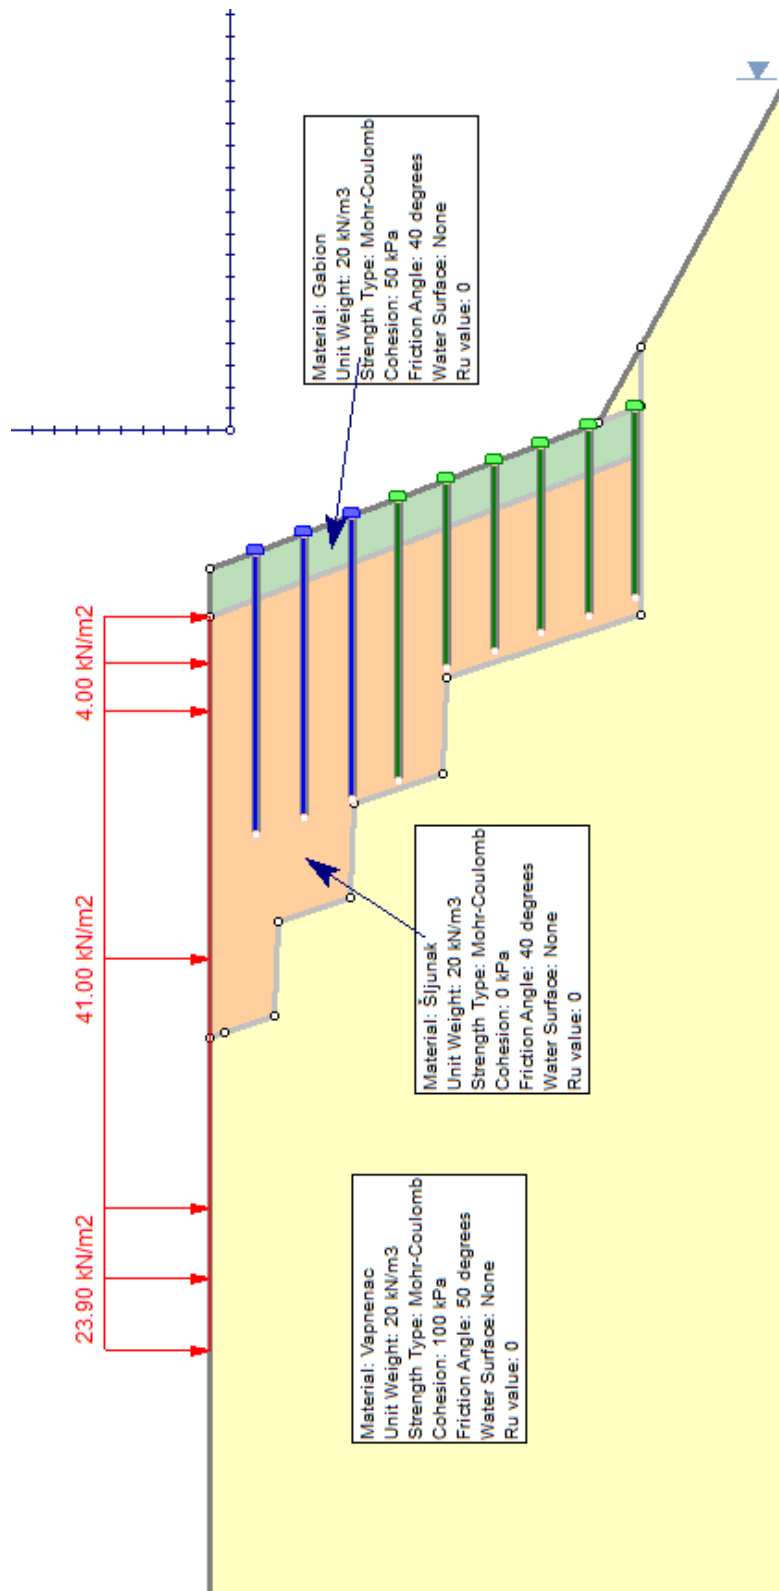 4.00 kN/m2
41.00 kN/m2
23.90 kN/m2
Material: Gabion
Unit Weight: 20 kN/m3
Strength Type: Mohr-Coulomb
Cohesion: 50 kPa
Friction Angle: 40 degrees
Water Surface: None
Ru value: 0
Material: Šljunak
Unit Weight: 20 kN/m3
Strength Type: Mohr-Coulomb
Cohesion: 0 kPa
Friction Angle: 40 degrees
Water Surface: None
Ru value: 0
Material: Vapnenac
Unit Weight: 20 kN/m3
Strength Type: Mohr-Coulomb
Cohesion: 100 kPa
Friction Angle: 50 degrees
Water Surface: None
Ru value: 0